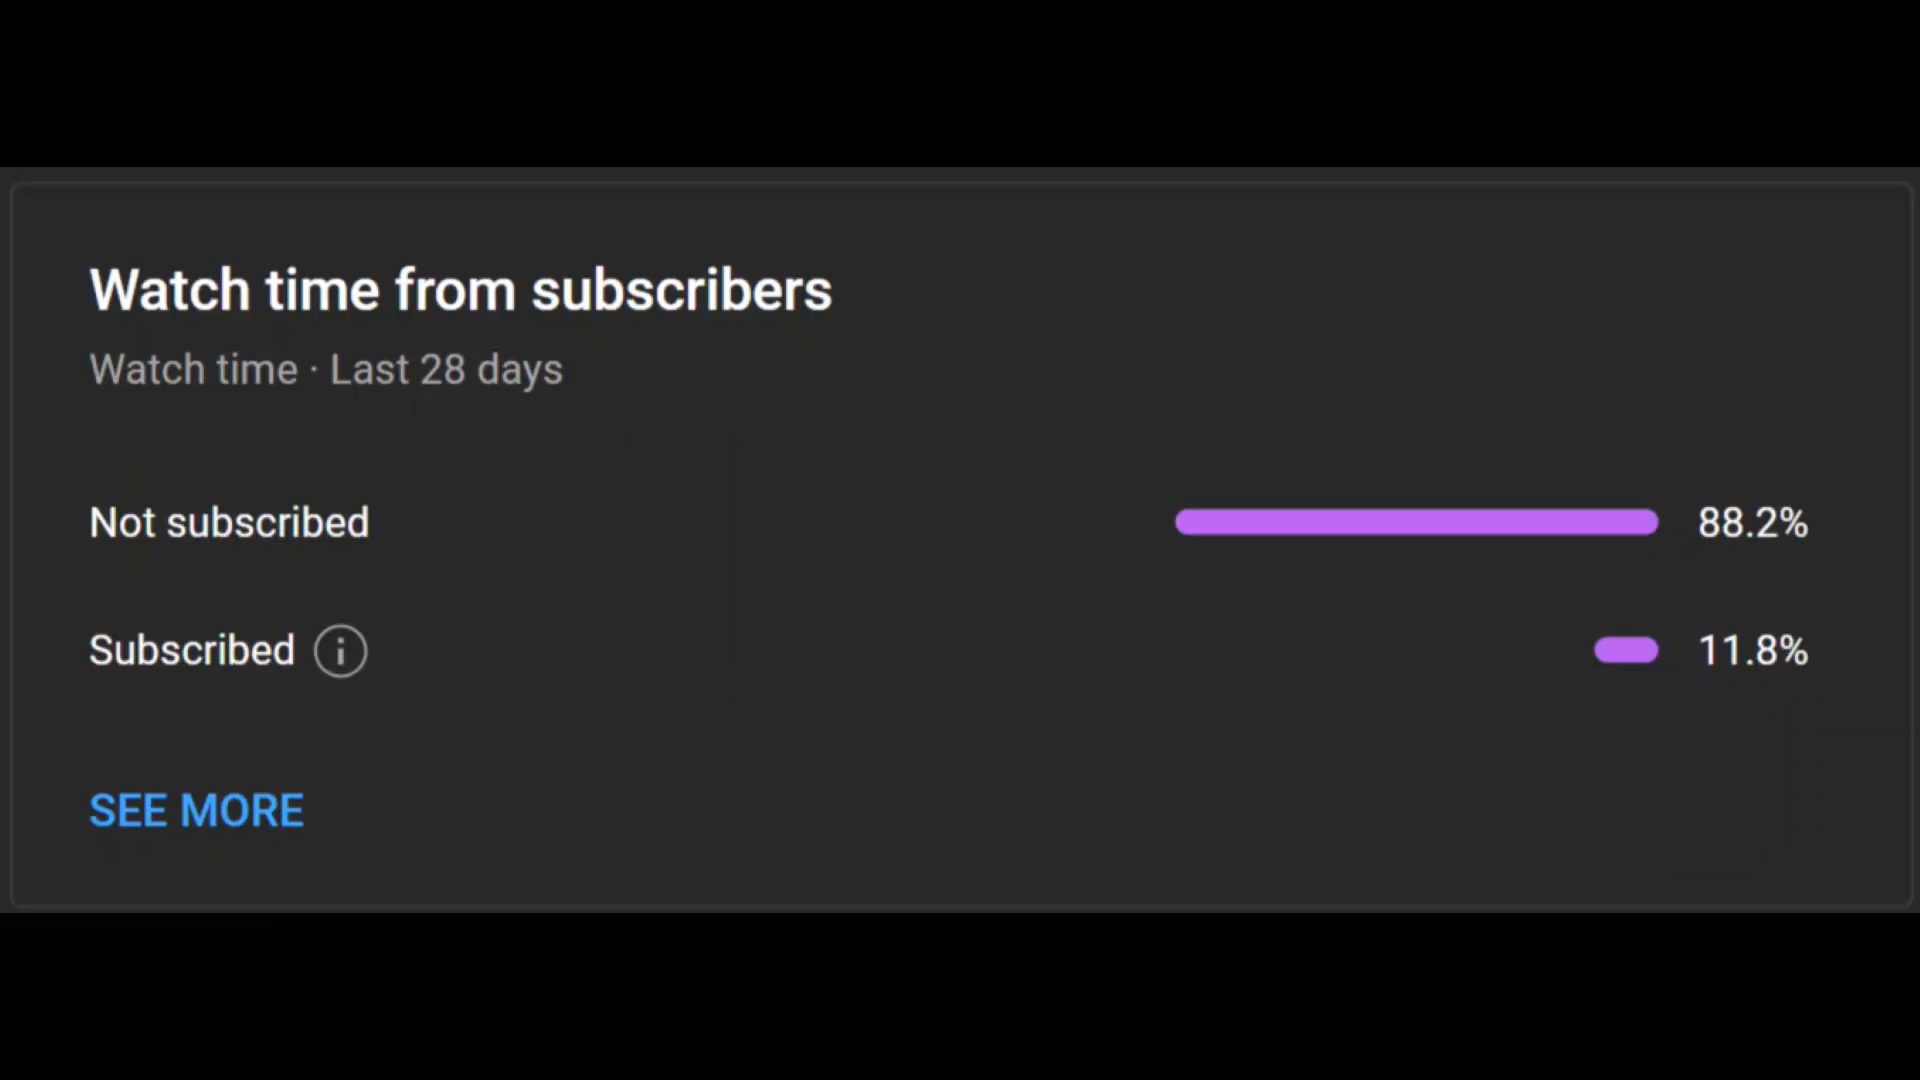 Watch time from subscribers
Watch time · Last 28 days
Not subscribed 88.2%
Subscribed 11.8%
SEE MORE